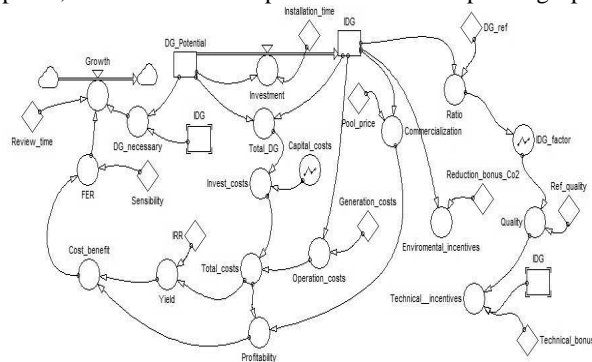 Installation_time
IDG
DG_ref
DG_Potential
Growth
Investment
Ratio
Pool_price
Review_time
IDG
DG_necessary
Total_DG
Commercialization
Capital_costs
IDG_factor
Invest_costs
FER
Sensibility
Generation_costs
Reduction_bonus_Co2
Ref_quality
Quality
Enviromental_incentives
IRR
Cost_benefit
Total_costs
Operation_costs
IDG
Yield
Technical__incentives
Profitability
Technical_bonus